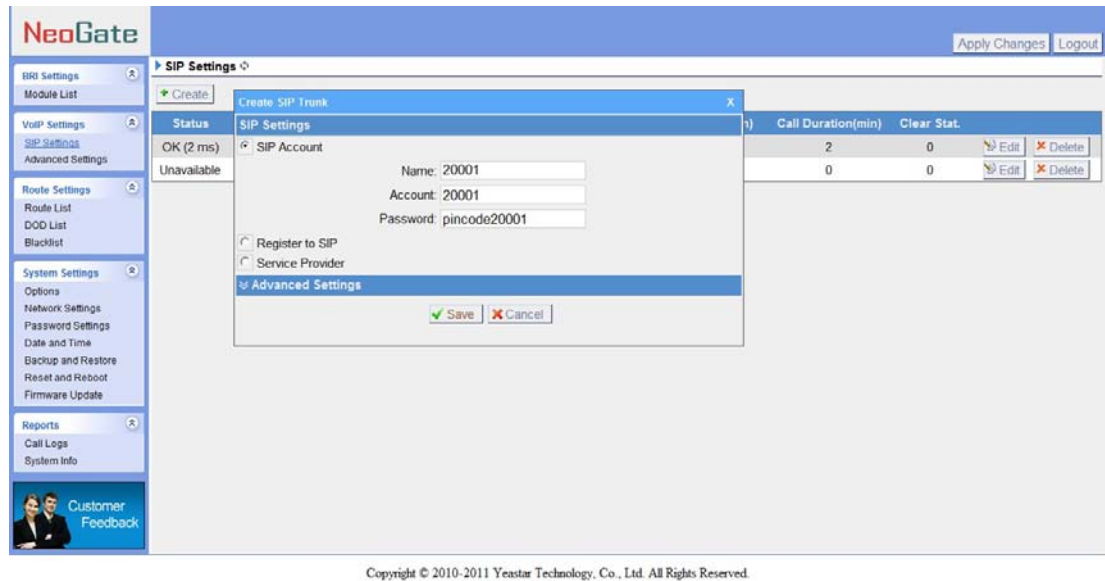 NeoGate
Apply Changes Logout
BRI Settings
Module List
VoIP Settings
SIP Settings
Advanced Settings
Route Settings
Route List
DOD List
Blacklist
System Settings
Options
Network Settings
Password Settings
Date and Time
Backup and Restore
Reset and Reboot
Firmware Update
Reports
Call Logs
System Info
Customer
Feedback
SIP Settings
Create
Status Call Duration(min) Clear Stat.
OK (2 ms) 2 0 Edit Delete
Unavailable 0 0 Edit Delete
Create SIP Trunk X
SIP Settings
SIP Account
Name: 20001
Account: 20001
Password: pincode20001
Register to SIP
Service Provider
Advanced Settings
Save Cancel
Copyright © 2010-2011 Yeastar Technology, Co., Ltd. All Rights Reserved.